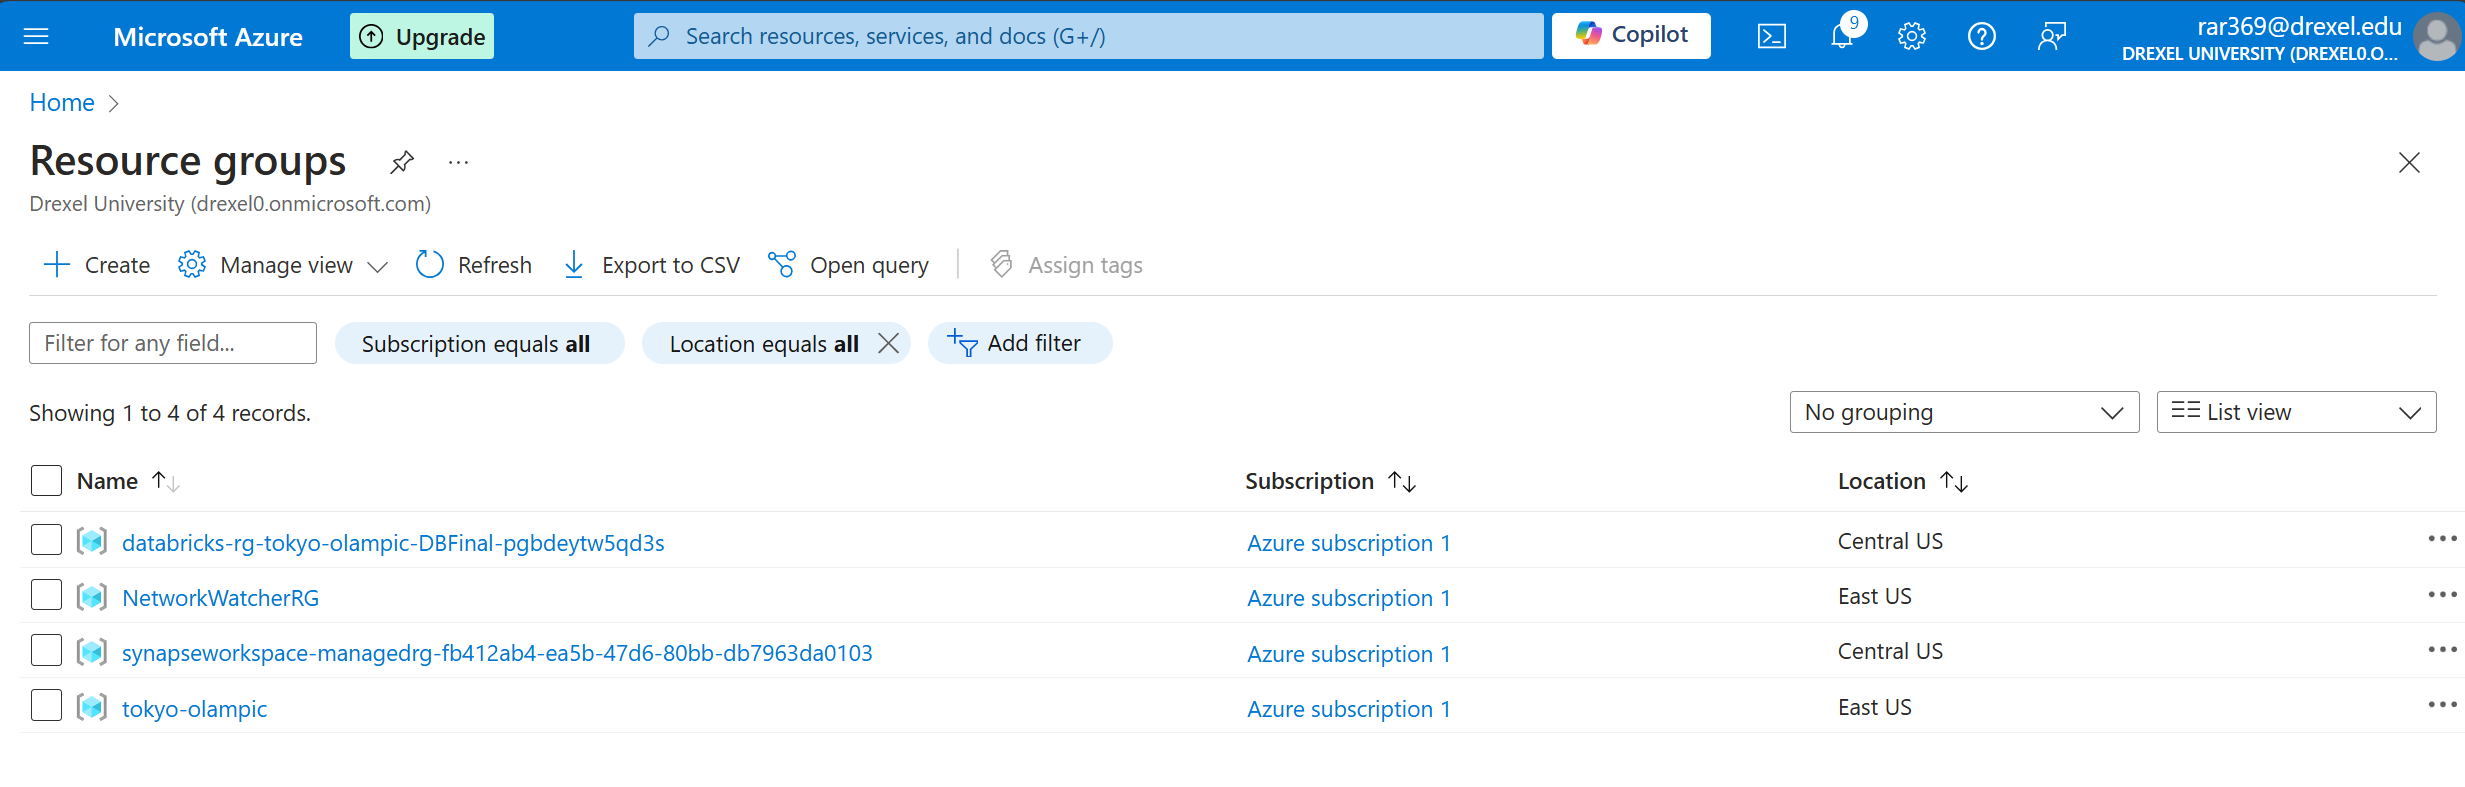 Microsoft Azure
Upgrade
Search resources, services, and docs (G+/)
Copilot
9
rar369@drexel.edu
DREXEL UNIVERSITY (DREXEL0.O...
Home
Resource groups
Drexel University (drexel0.onmicrosoft.com)
Create
Manage view
Refresh
Export to CSV
Open query
Assign tags
Filter for any field...
Subscription equals all
Location equals all
Add filter
Showing 1 to 4 of 4 records.
No grouping
List view
Name
Subscription
Location
databricks-rg-tokyo-olampic-DBFinal-pgbdeytw5qd3s
Azure subscription 1
Central US
NetworkWatcherRG
Azure subscription 1
East US
synapseworkspace-managedrg-fb412ab4-ea5b-47d6-80bb-db7963da0103
Azure subscription 1
Central US
tokyo-olampic
Azure subscription 1
East US